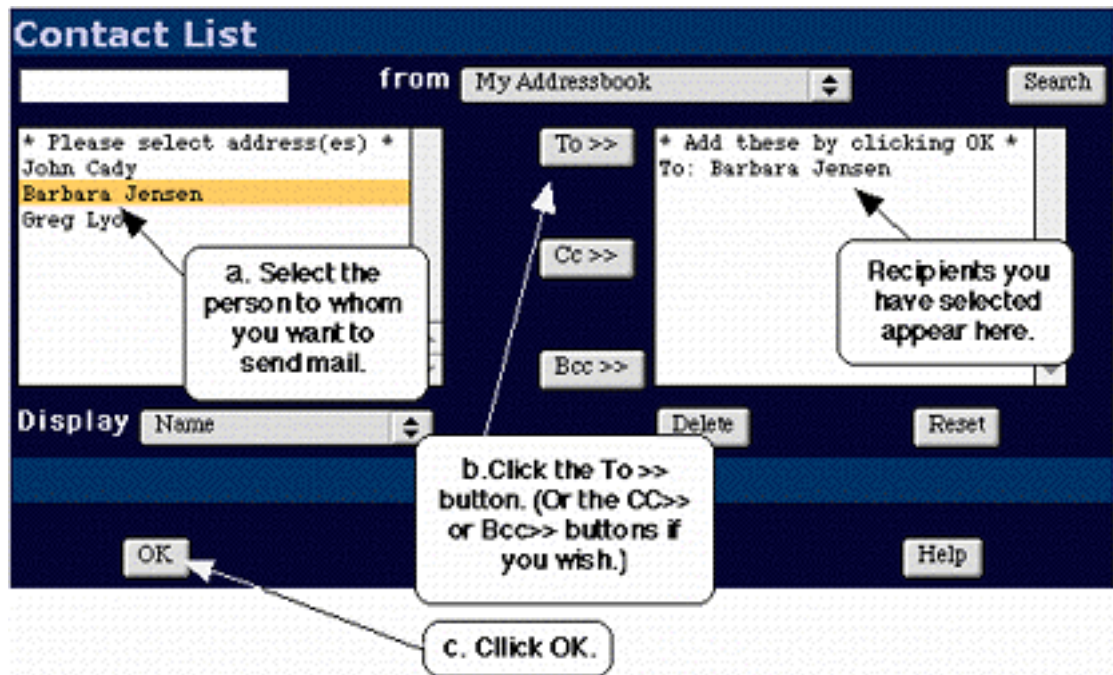 Contact List
from My Addressbook Search
* Please select address(es) *
John Cady
Barbara Jensen
Greg
To >>
Cc >>
Bcc >>
* Add these by clicking OK *
To: Barbara Jensen
a. Select the
person to whom
you want to
send mail.
Recipients you
have selected
appear here.
Display Name
Delete
Reset
b.Click the To >>
button. (Or the CC>>
or Bcc>> buttons if
you wish.)
OK
Help
c. Cllick OK.